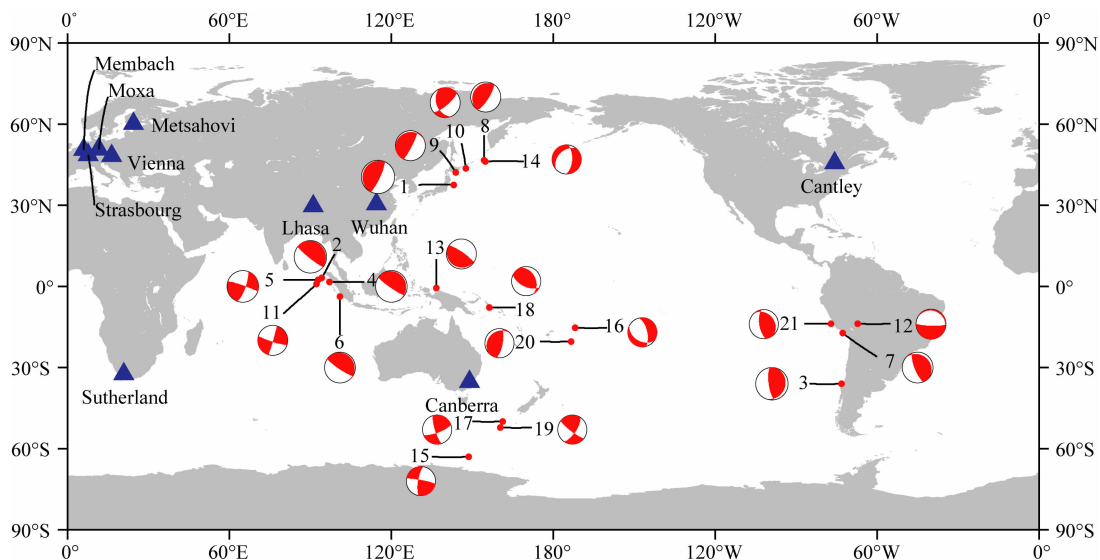 0° 60°E 120°E 180° 120°W 60°W 0°
90°N 90°N
Membach
Moxa
10 8
60°N Metsahovi 60°N
9 14
Vienna
Cantley
1
30°N Strasbourg 30°N
Lhasa Wuhan
2 13
5 4
0° 0°
11 18
16 21 12
6 20
7
30°S 30°S
Sutherland 3
Canberra
17 19
15
60°S 60°S
90°S 90°S
0° 60°E 120°E 180° 120°W 60°W 0°